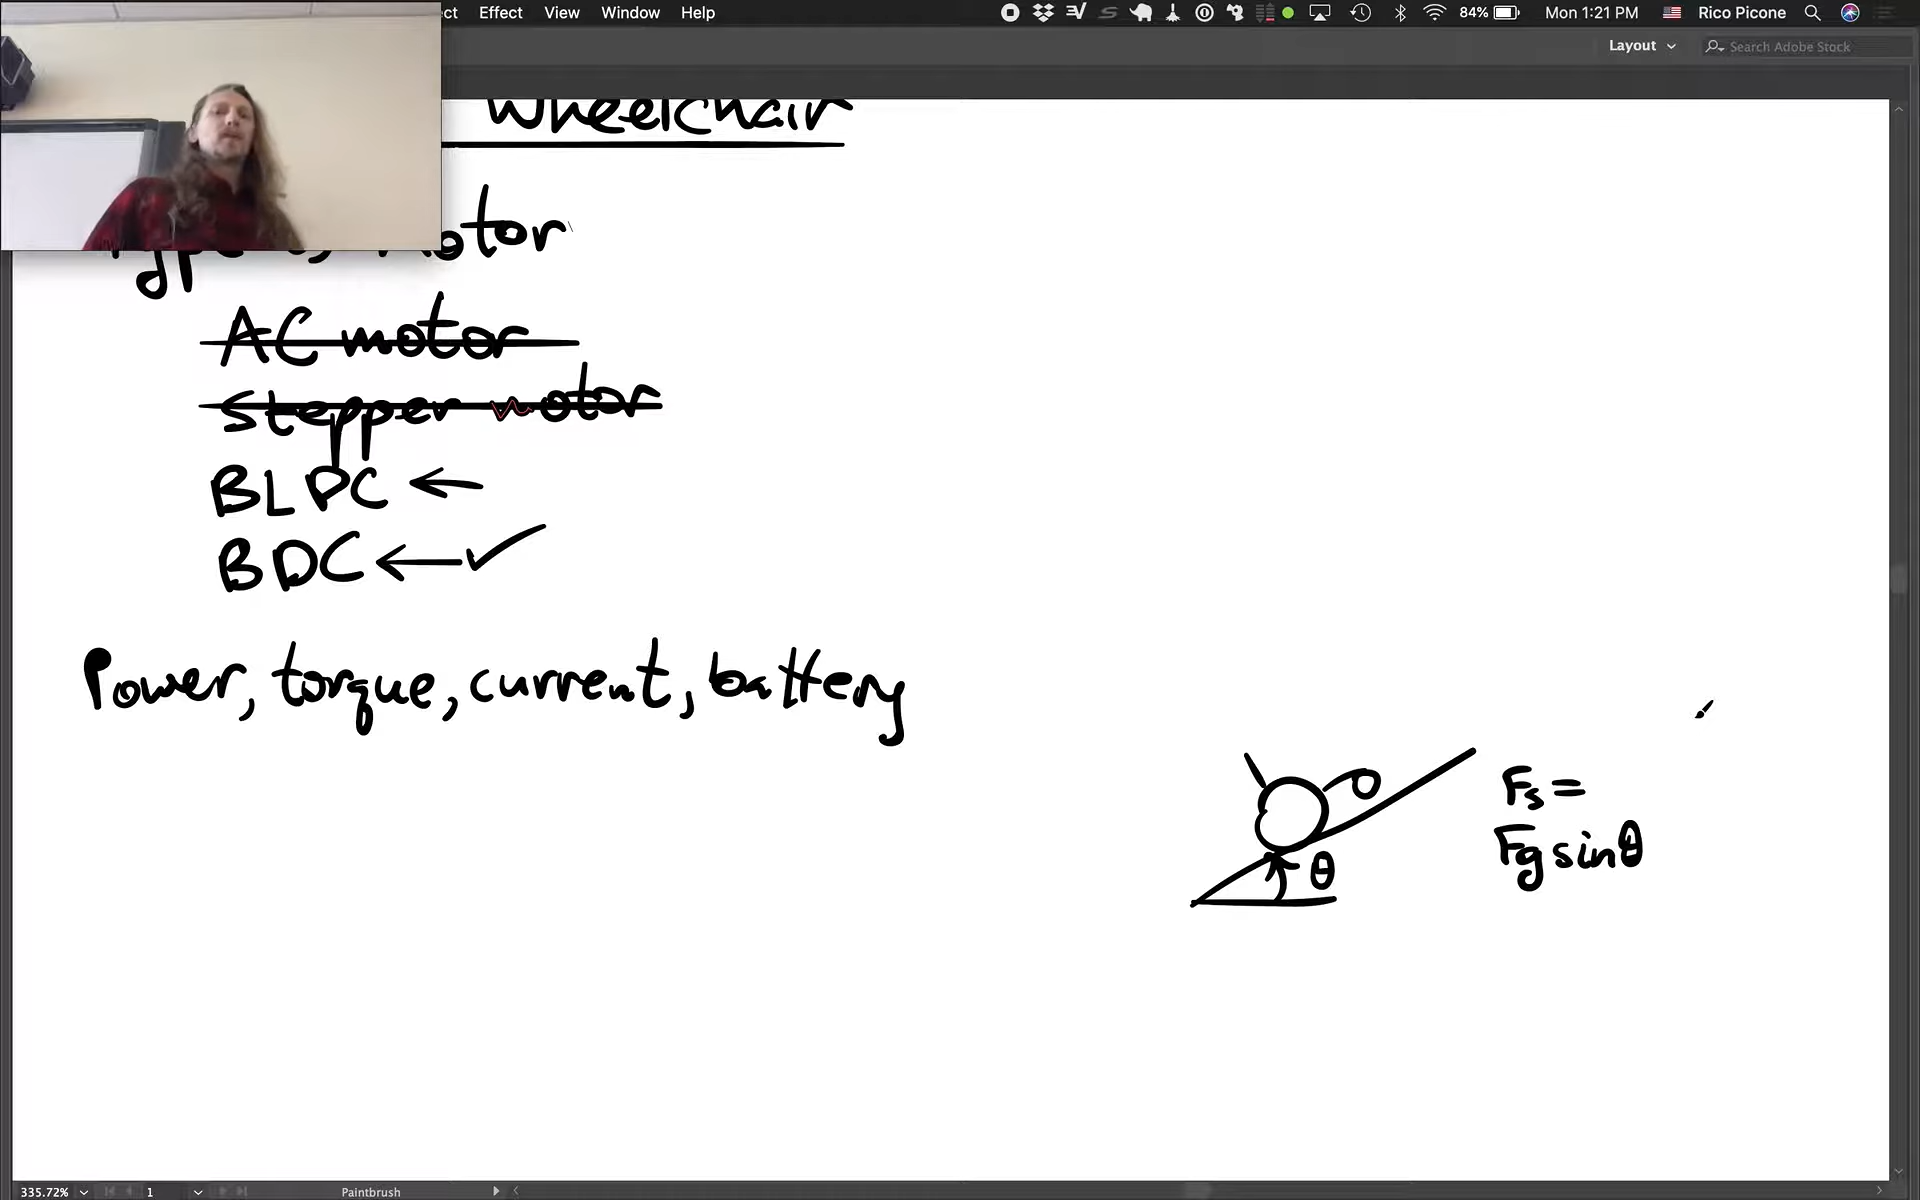 ct Effect View Window Help 84% Mon 1:21 PM Rico Picone
Layout Search Adobe Stock
wheelchair
motor
AC motor
stepper motor
BLDC ←
BDC ← ✓
Power, torque, current, battery
θ
Fs =
Fg sinθ
335.72% 1 Paintbrush